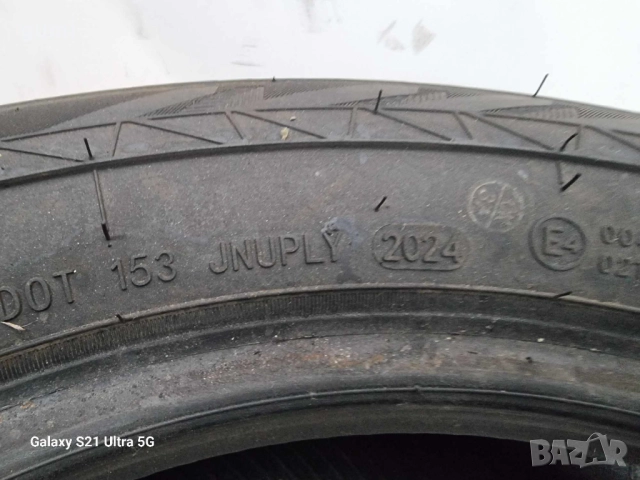 DOT 153 JNUPLY 2024 E4
Galaxy S21 Ultra 5G
BAZAR